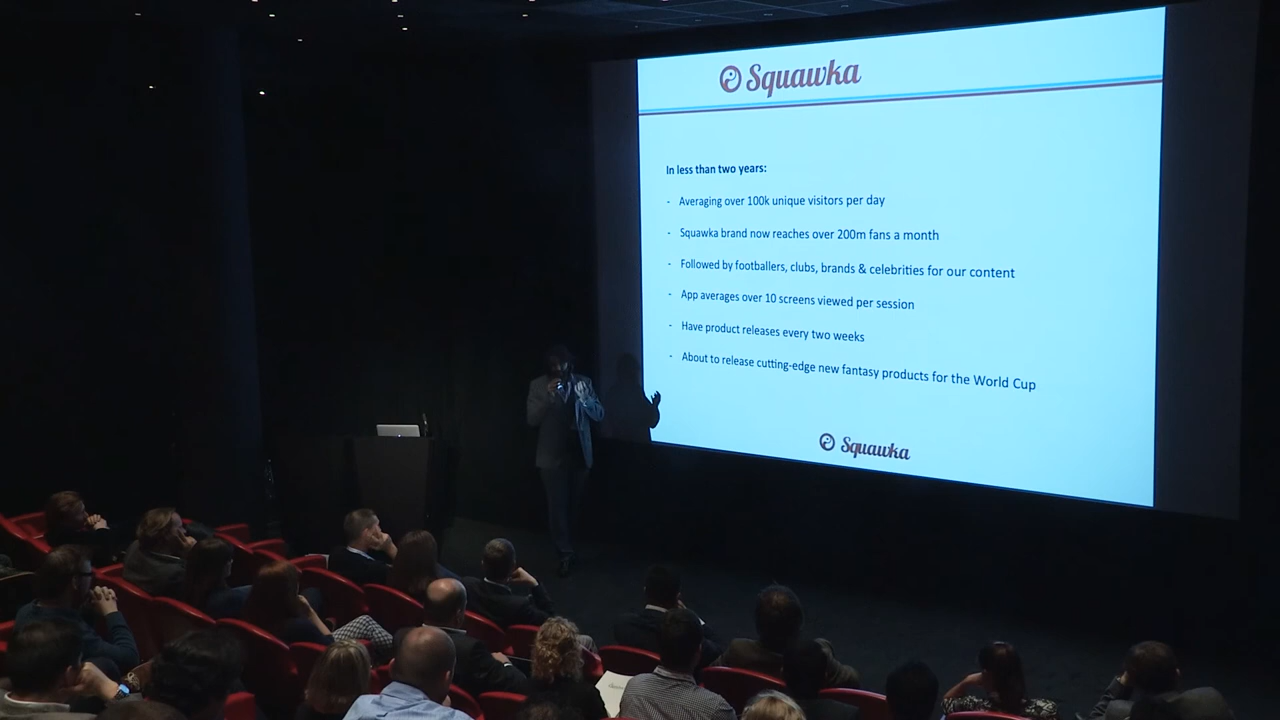 Squawka
In less than two years:
- Averaging over 100k unique visitors per day
- Squawka brand now reaches over 200m fans a month
- Followed by footballers, clubs, brands & celebrities for our content
- App averages over 10 screens viewed per session
- Have product releases every two weeks
- About to release cutting-edge new fantasy products for the World Cup
Squawka